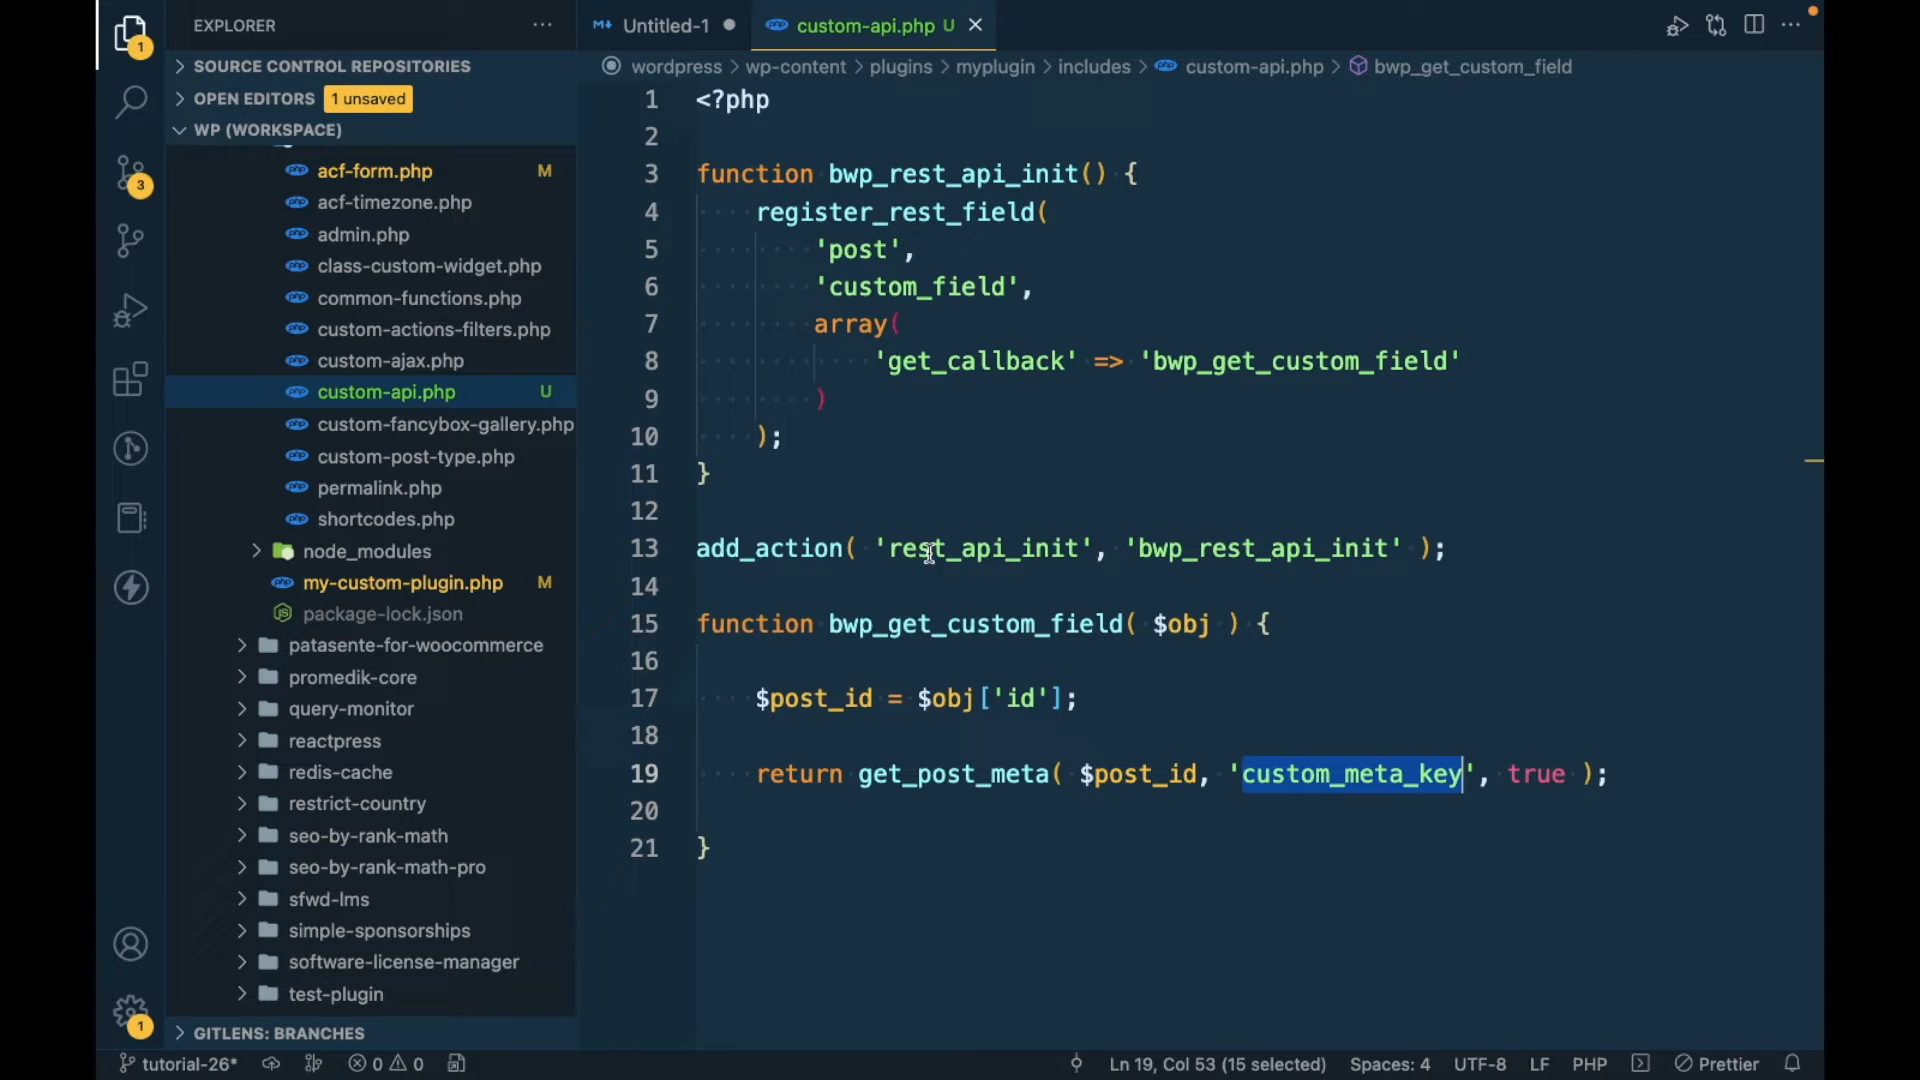 EXPLORER
Untitled-1
custom-api.php U
SOURCE CONTROL REPOSITORIES
OPEN EDITORS 1 unsaved
WP (WORKSPACE)
acf-form.php M
acf-timezone.php
admin.php
class-custom-widget.php
common-functions.php
custom-actions-filters.php
custom-ajax.php
custom-api.php U
custom-fancybox-gallery.php
custom-post-type.php
permalink.php
shortcodes.php
node_modules
my-custom-plugin.php M
package-lock.json
patasente-for-woocommerce
promedik-core
query-monitor
reactpress
redis-cache
restrict-country
seo-by-rank-math
seo-by-rank-math-pro
sfwd-lms
simple-sponsorships
software-license-manager
test-plugin
GITLENS: BRANCHES
1
3
1
wordpress > wp-content > plugins > myplugin > includes > custom-api.php > bwp_get_custom_field
1 <?php
2
3 function bwp_rest_api_init() {
4 register_rest_field(
5 'post',
6 'custom_field',
7 array(
8 'get_callback' => 'bwp_get_custom_field'
9 )
10 );
11 }
12
13 add_action( 'rest_api_init', 'bwp_rest_api_init' );
14
15 function bwp_get_custom_field( $obj ) {
16
17 $post_id = $obj['id'];
18
19 return get_post_meta( $post_id, 'custom_meta_key', true );
20
21 }
tutorial-26* 0 0 Ln 19, Col 53 (15 selected) Spaces: 4 UTF-8 LF PHP Prettier